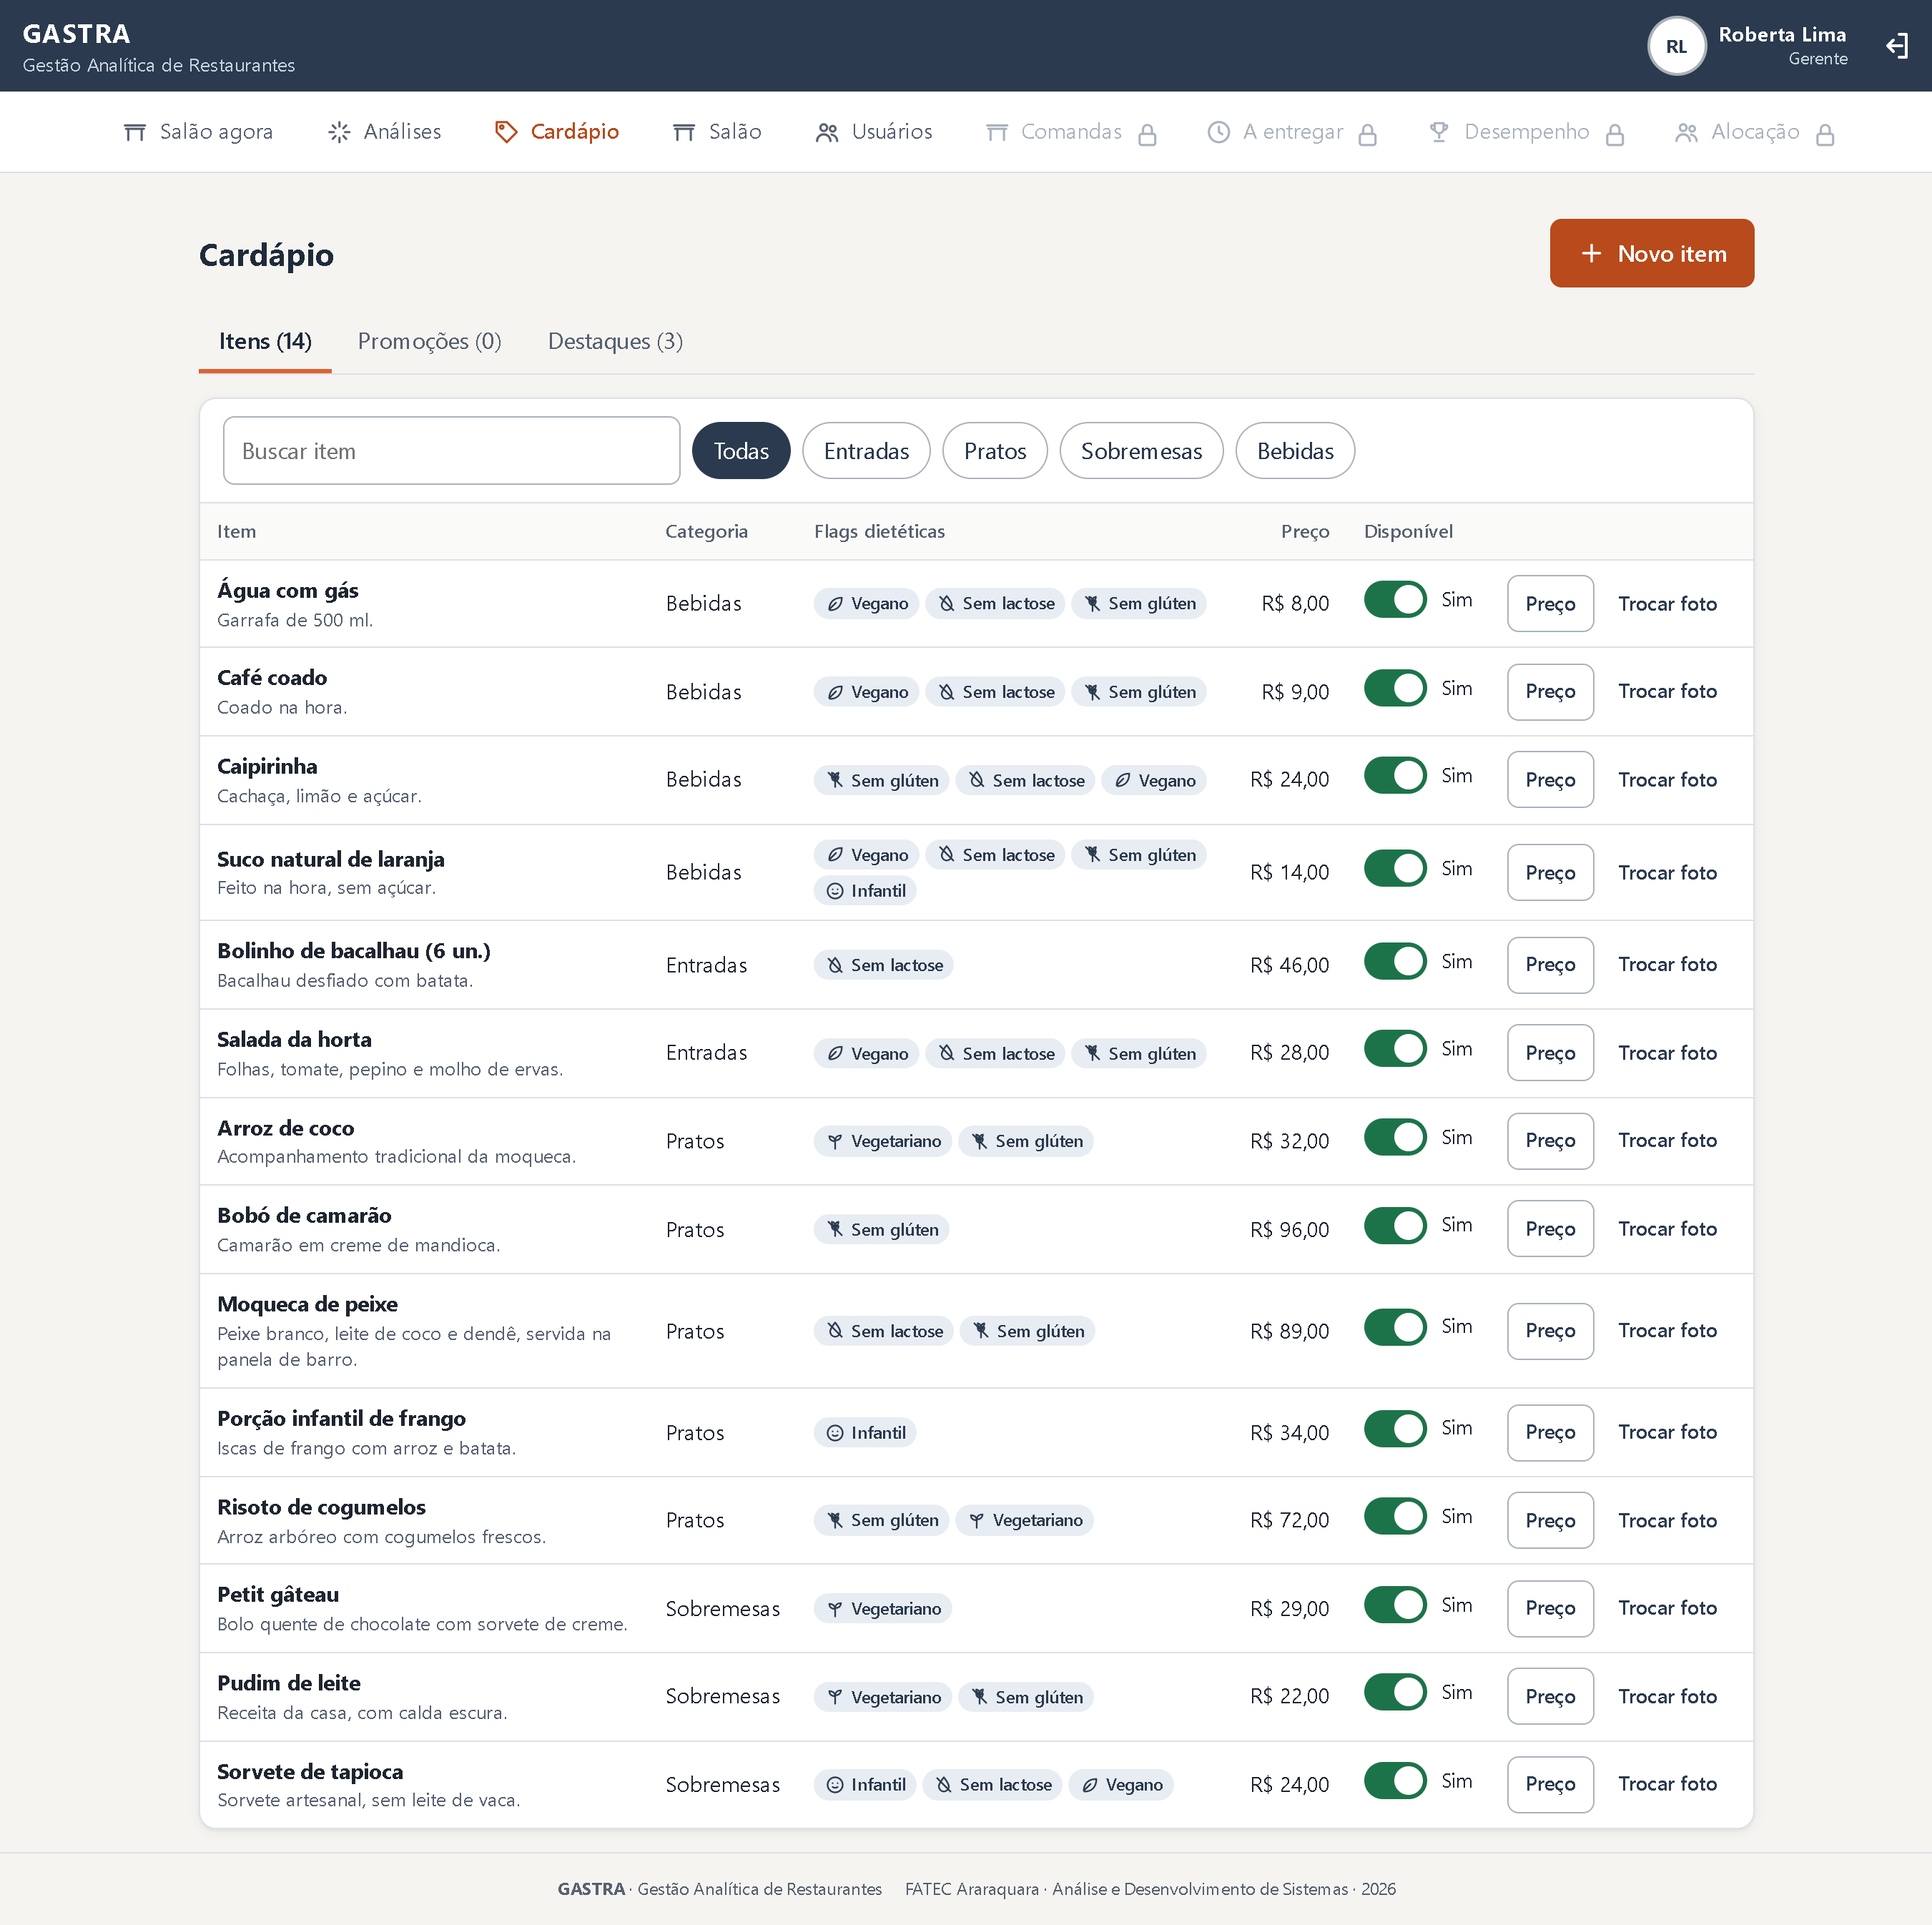 GASTRA
Gestão Analítica de Restaurantes
RL
Roberta Lima
Gerente
Salão agora
Análises
Cardápio
Salão
Usuários
Comandas
A entregar
Desempenho
Alocação
Cardápio
Novo item
Itens (14)
Promoções (0)
Destaques (3)
Buscar item
Todas
Entradas
Pratos
Sobremesas
Bebidas
Item Categoria Flags dietéticas Preço Disponível
Água com gás
Garrafa de 500 ml.
Bebidas
Vegano Sem lactose Sem glúten
R$ 8,00
Sim
Preço
Trocar foto
Café coado
Coado na hora.
Bebidas
Vegano Sem lactose Sem glúten
R$ 9,00
Sim
Preço
Trocar foto
Caipirinha
Cachaça, limão e açúcar.
Bebidas
Sem glúten Sem lactose Vegano
R$ 24,00
Sim
Preço
Trocar foto
Suco natural de laranja
Feito na hora, sem açúcar.
Bebidas
Vegano Sem lactose Sem glúten
Infantil
R$ 14,00
Sim
Preço
Trocar foto
Bolinho de bacalhau (6 un.)
Bacalhau desfiado com batata.
Entradas
Sem lactose
R$ 46,00
Sim
Preço
Trocar foto
Salada da horta
Folhas, tomate, pepino e molho de ervas.
Entradas
Vegano Sem lactose Sem glúten
R$ 28,00
Sim
Preço
Trocar foto
Arroz de coco
Acompanhamento tradicional da moqueca.
Pratos
Vegetariano Sem glúten
R$ 32,00
Sim
Preço
Trocar foto
Bobó de camarão
Camarão em creme de mandioca.
Pratos
Sem glúten
R$ 96,00
Sim
Preço
Trocar foto
Moqueca de peixe
Peixe branco, leite de coco e dendê, servida na
panela de barro.
Pratos
Sem lactose Sem glúten
R$ 89,00
Sim
Preço
Trocar foto
Porção infantil de frango
Iscas de frango com arroz e batata.
Pratos
Infantil
R$ 34,00
Sim
Preço
Trocar foto
Risoto de cogumelos
Arroz arbóreo com cogumelos frescos.
Pratos
Sem glúten Vegetariano
R$ 72,00
Sim
Preço
Trocar foto
Petit gâteau
Bolo quente de chocolate com sorvete de creme.
Sobremesas
Vegetariano
R$ 29,00
Sim
Preço
Trocar foto
Pudim de leite
Receita da casa, com calda escura.
Sobremesas
Vegetariano Sem glúten
R$ 22,00
Sim
Preço
Trocar foto
Sorvete de tapioca
Sorvete artesanal, sem leite de vaca.
Sobremesas
Infantil Sem lactose Vegano
R$ 24,00
Sim
Preço
Trocar foto
GASTRA · Gestão Analítica de Restaurantes FATEC Araraquara · Análise e Desenvolvimento de Sistemas · 2026